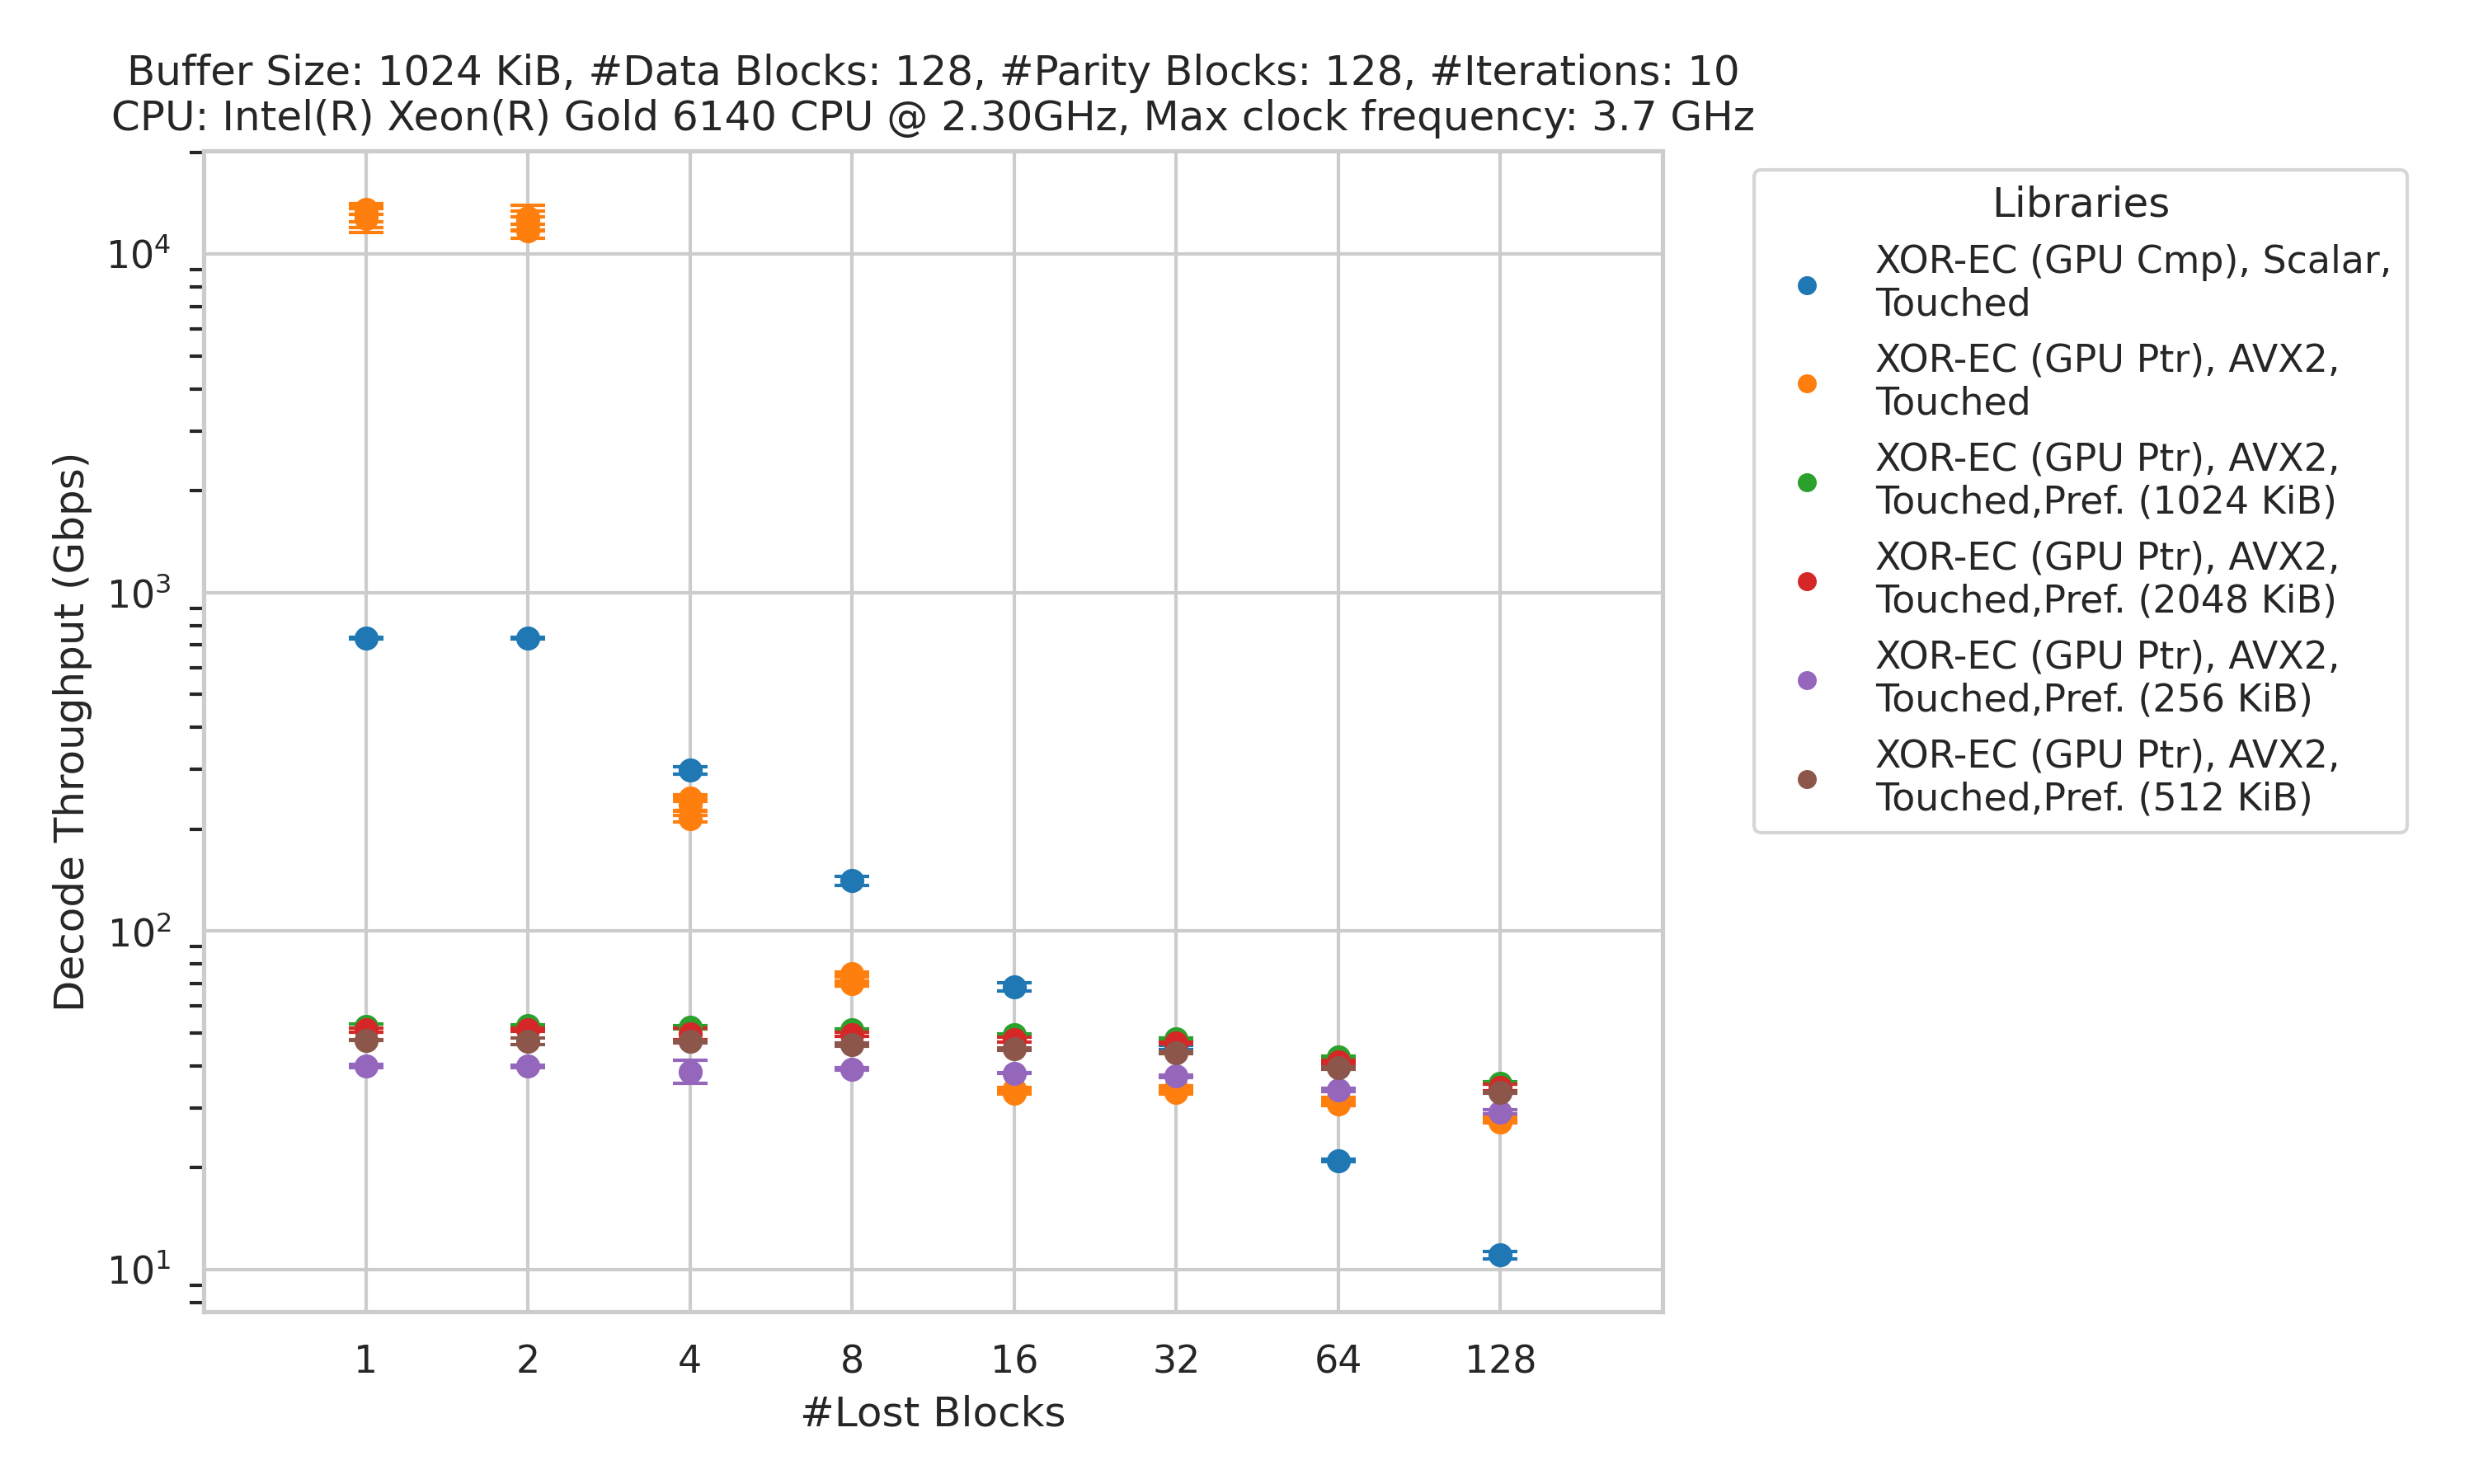 Buffer Size: 1024 KiB, #Data Blocks: 128, #Parity Blocks: 128, #Iterations: 10
CPU: Intel(R) Xeon(R) Gold 6140 CPU @ 2.30GHz, Max clock frequency: 3.7 GHz
Decode Throughput (Gbps)
10⁴
10³
10²
10¹
1 2 4 8 16 32 64 128
#Lost Blocks
Libraries
XOR-EC (GPU Cmp), Scalar,
Touched
XOR-EC (GPU Ptr), AVX2,
Touched
XOR-EC (GPU Ptr), AVX2,
Touched,Pref. (1024 KiB)
XOR-EC (GPU Ptr), AVX2,
Touched,Pref. (2048 KiB)
XOR-EC (GPU Ptr), AVX2,
Touched,Pref. (256 KiB)
XOR-EC (GPU Ptr), AVX2,
Touched,Pref. (512 KiB)